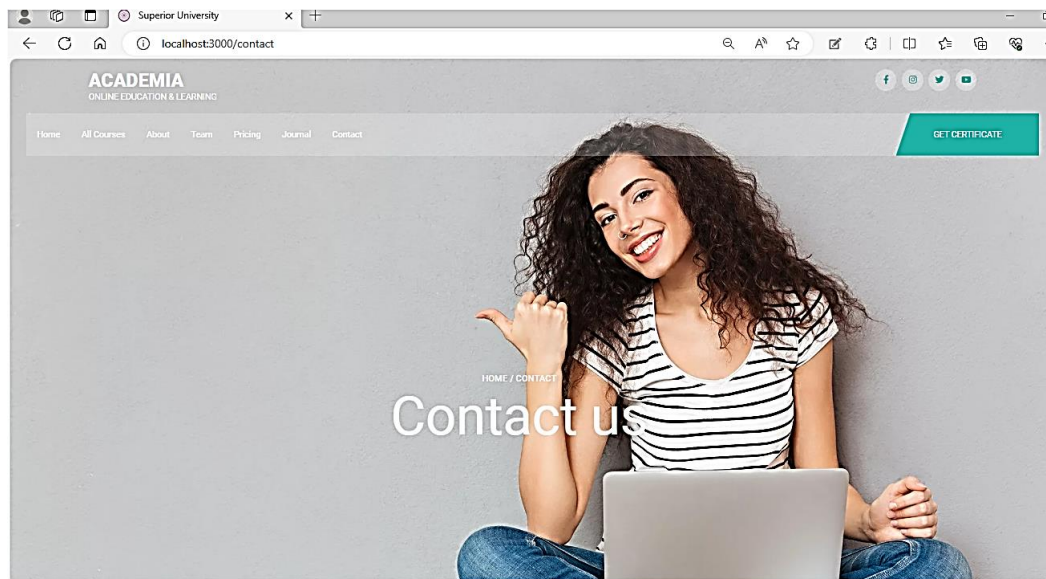 Superior University
localhost:3000/contact
ACADEMIA
ONLINE EDUCATION & LEARNING
Home All Courses About Team Pricing Journal Contact
GET CERTIFICATE
HOME / CONTACT
Contact us